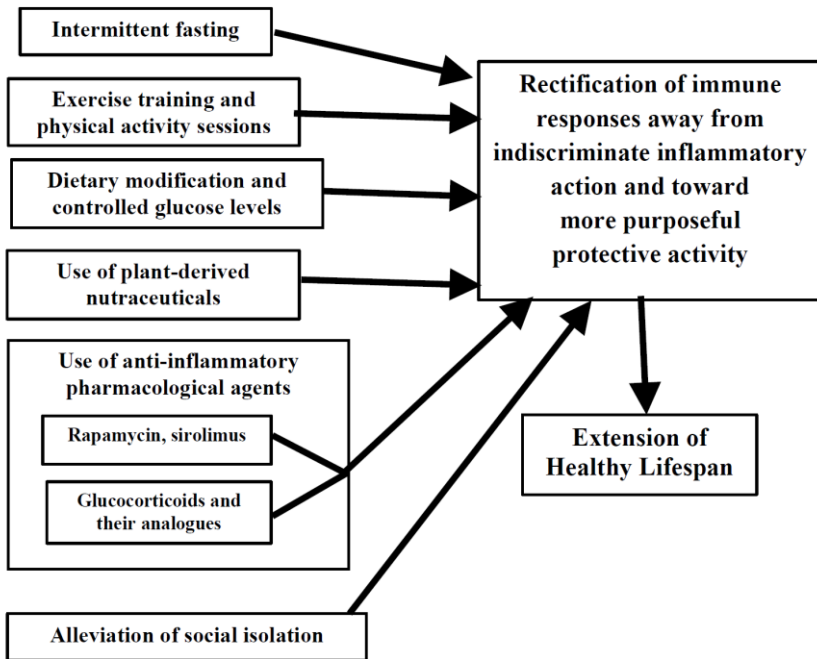 Intermittent fasting
Exercise training and
physical activity sessions
Dietary modification and
controlled glucose levels
Use of plant-derived
nutraceuticals
Use of anti-inflammatory
pharmacological agents
Rapamycin, sirolimus
Glucocorticoids and
their analogues
Alleviation of social isolation
Rectification of immune
responses away from
indiscriminate inflammatory
action and toward
more purposeful
protective activity
Extension of
Healthy Lifespan